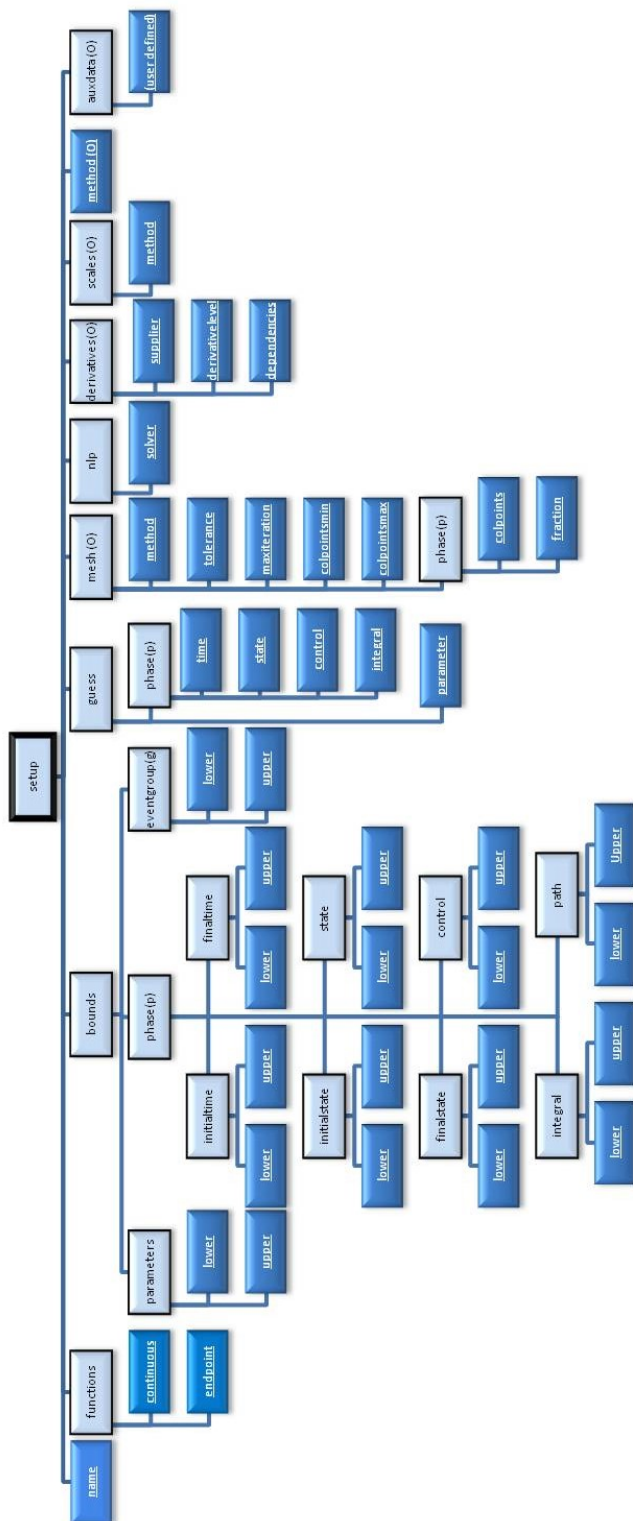 setup
name
functions
bounds
guess
mesh (O)
nlp
derivatives (O)
scales (O)
method (O)
auxdata (O)
continuous
endpoint
parameters
lower
upper
phase(p)
initialtime
lower
upper
finaltime
lower
upper
initialstate
lower
upper
state
lower
upper
finalstate
lower
upper
control
lower
upper
integral
lower
upper
path
lower
Upper
eventgroup(g)
lower
upper
phase(p)
time
state
control
integral
parameter
method
tolerance
maxiteration
colpointsmin
colpointsmax
phase(p)
colpoints
fraction
solver
supplier
derivativelevel
dependencies
method
(user defined)